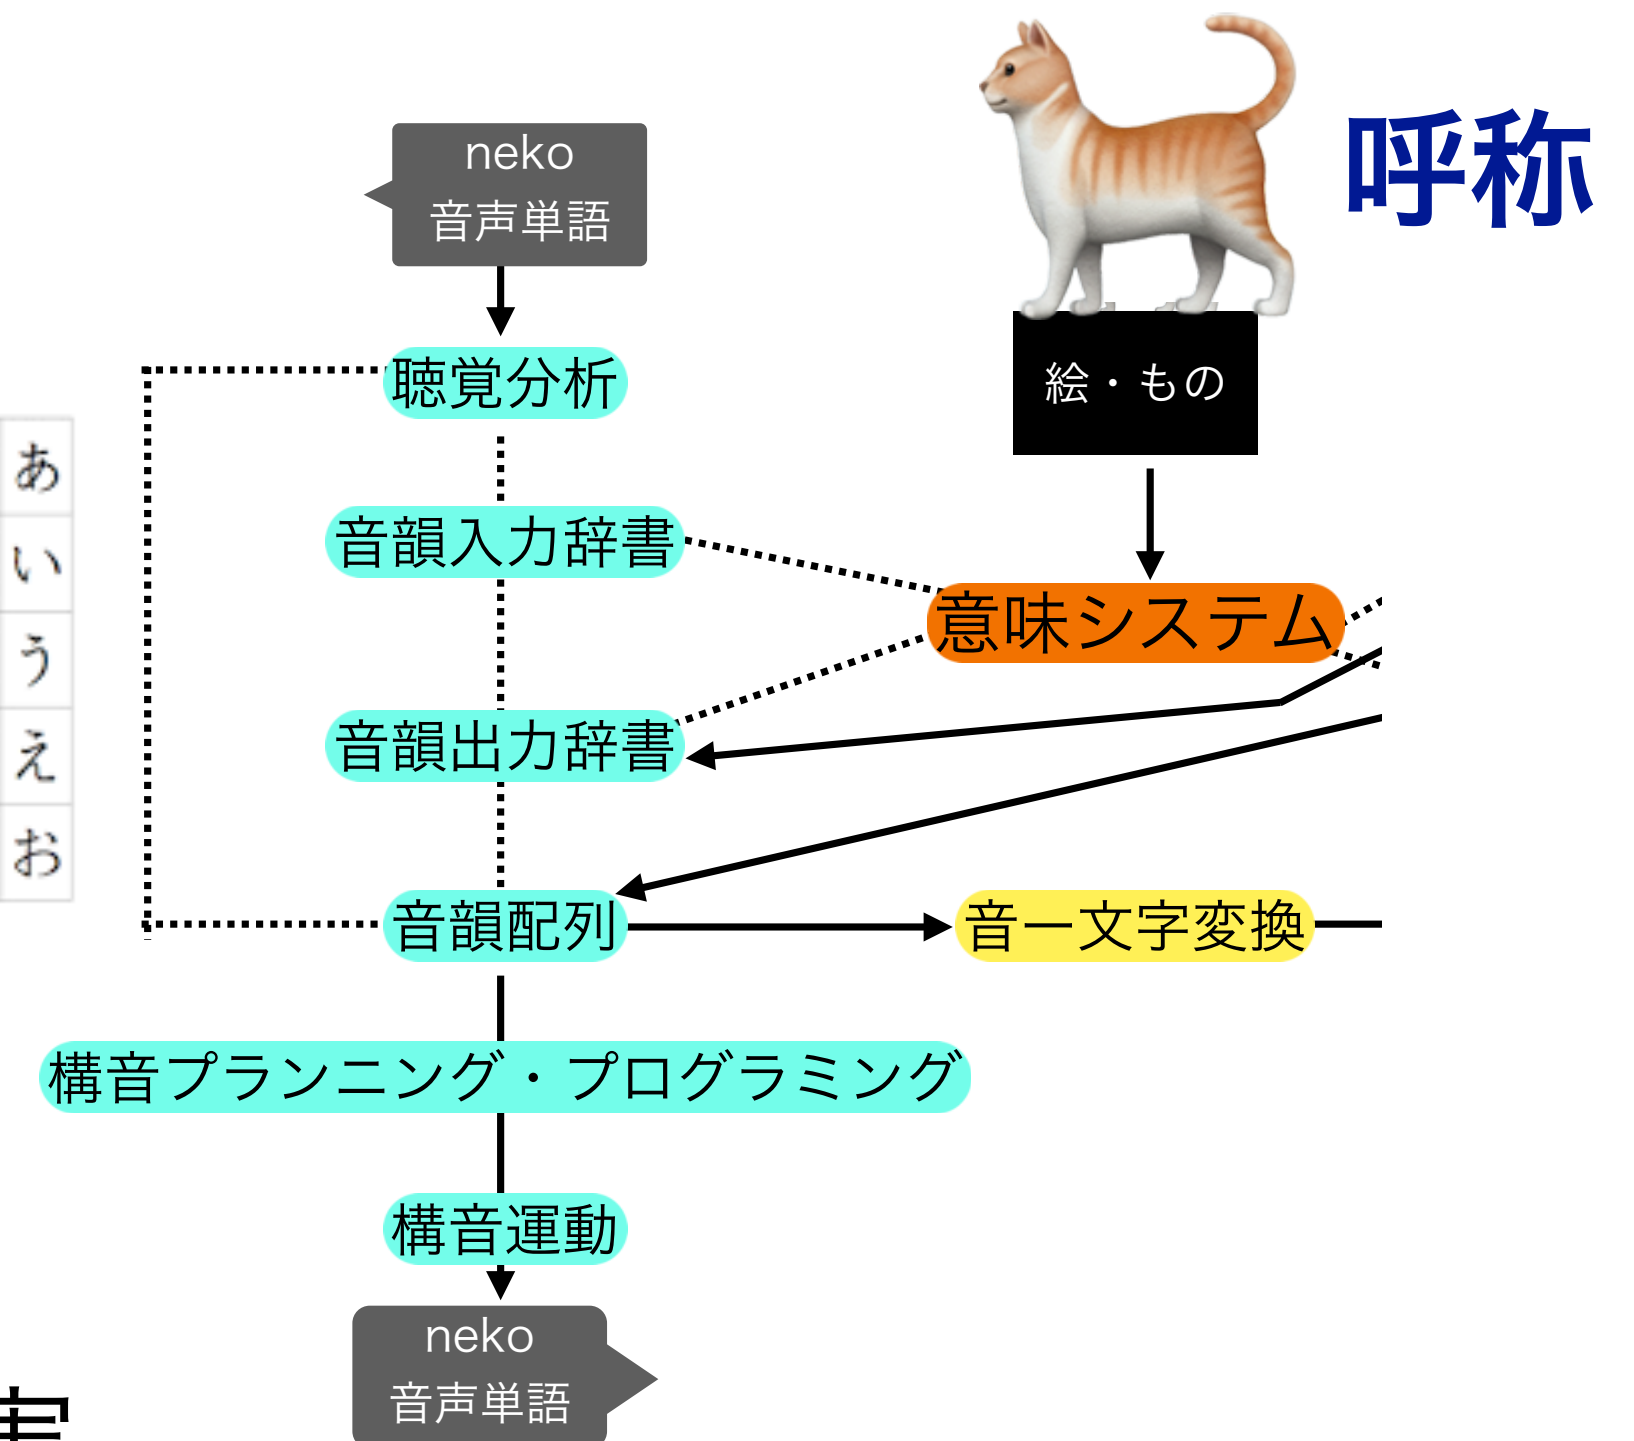 呼称
neko
音声単語
聴覚分析
絵・もの
あ
い
う
え
お
音韻入力辞書
意味システム
音韻出力辞書
音韻配列
音ー文字変換
構音プランニング・プログラミング
構音運動
neko
音声単語